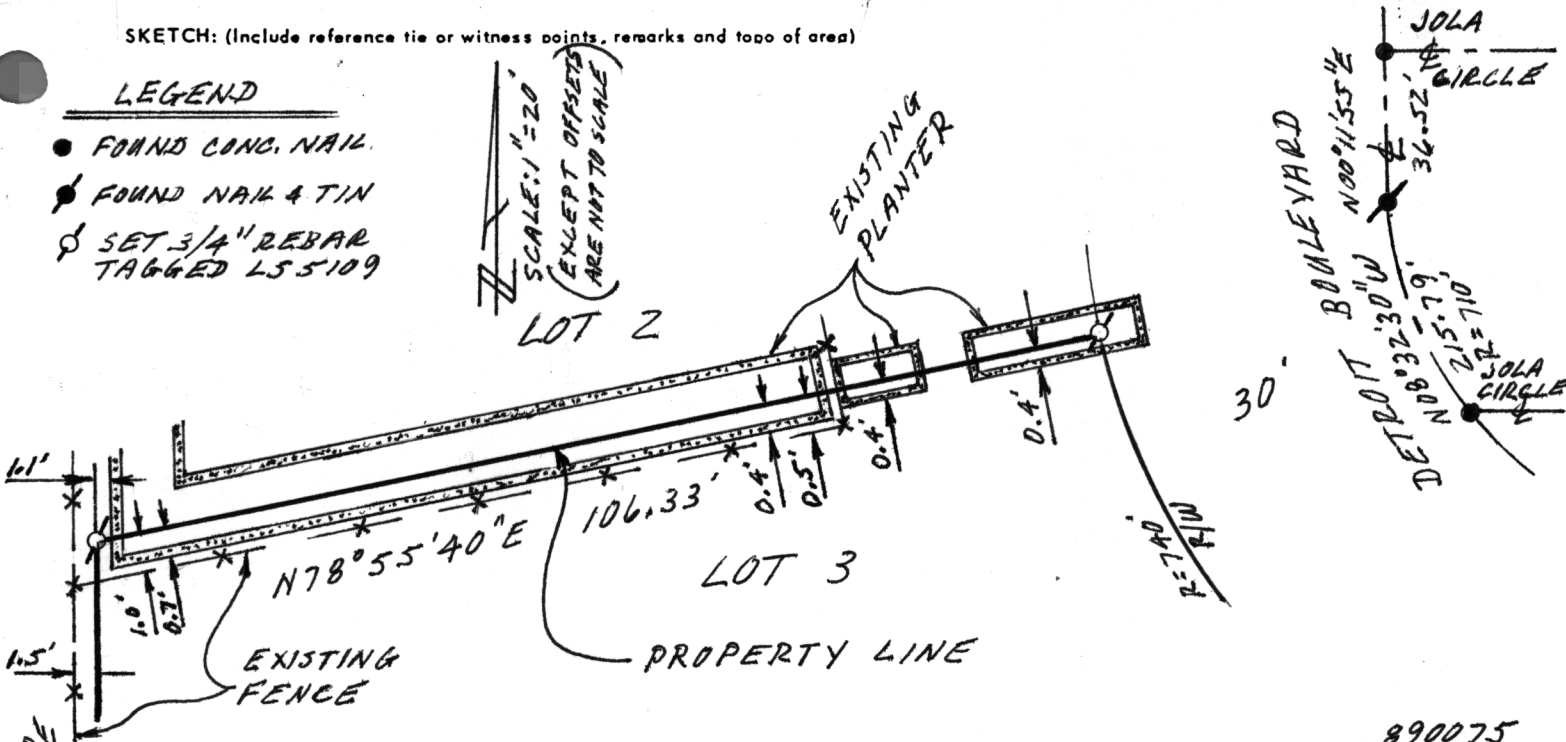 SKETCH: (Include reference tie or witness points, remarks and topo of area)
LEGEND
FOUND CONC. NAIL.
FOUND NAIL & TIN
SET 3/4" REBAR
TAGGED LS 5109
SCALE: 1"=20'
(EXCEPT OFFSETS
ARE NOT TO SCALE)
EXISTING
PLANTER
LOT 2
JOLA
℄
CIRCLE
N00°11'55"E
℄
36.52'
DETROIT BOULEVARD
N08°32'30"W
215.79'
R=710'
JOLA
CIRCLE
℄
30'
1.1'
0.4'
0.4'
0.4'
0.5'
106.33'
N78°55'40"E
LOT 3
R=740'
R/W
1.0'
0.7'
1.5'
EXISTING
FENCE
PROPERTY LINE
890075